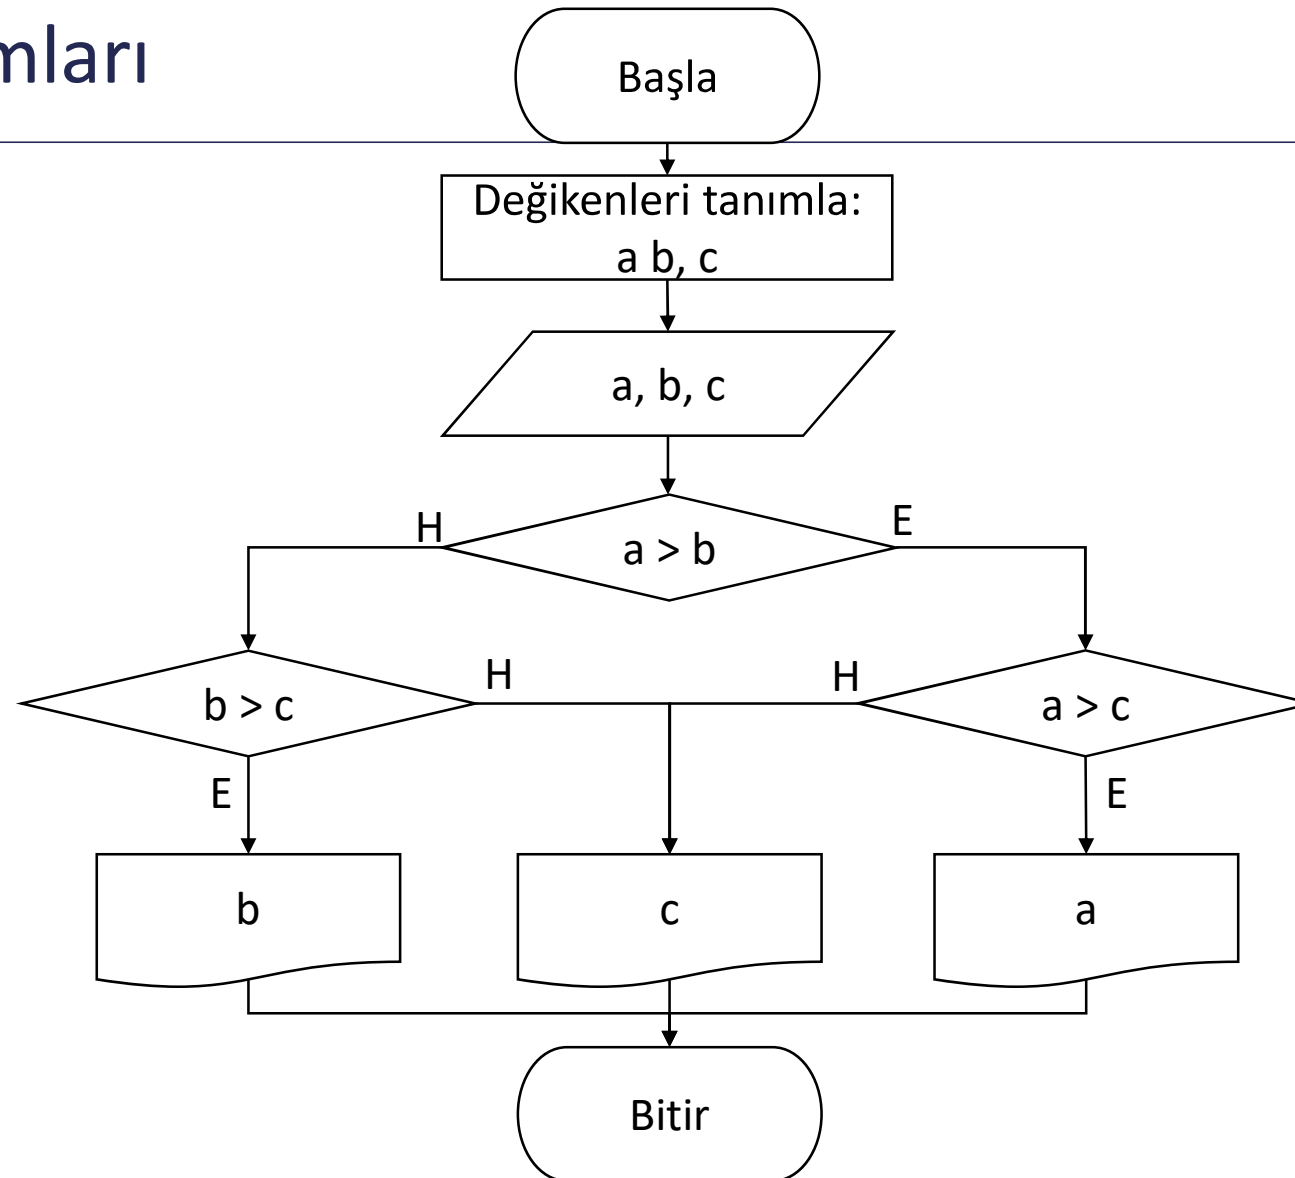 mları
Başla
Değikenleri tanımla:
a b, c
a, b, c
H
E
a > b
H
H
b > c
a > c
E
E
b
c
a
Bitir